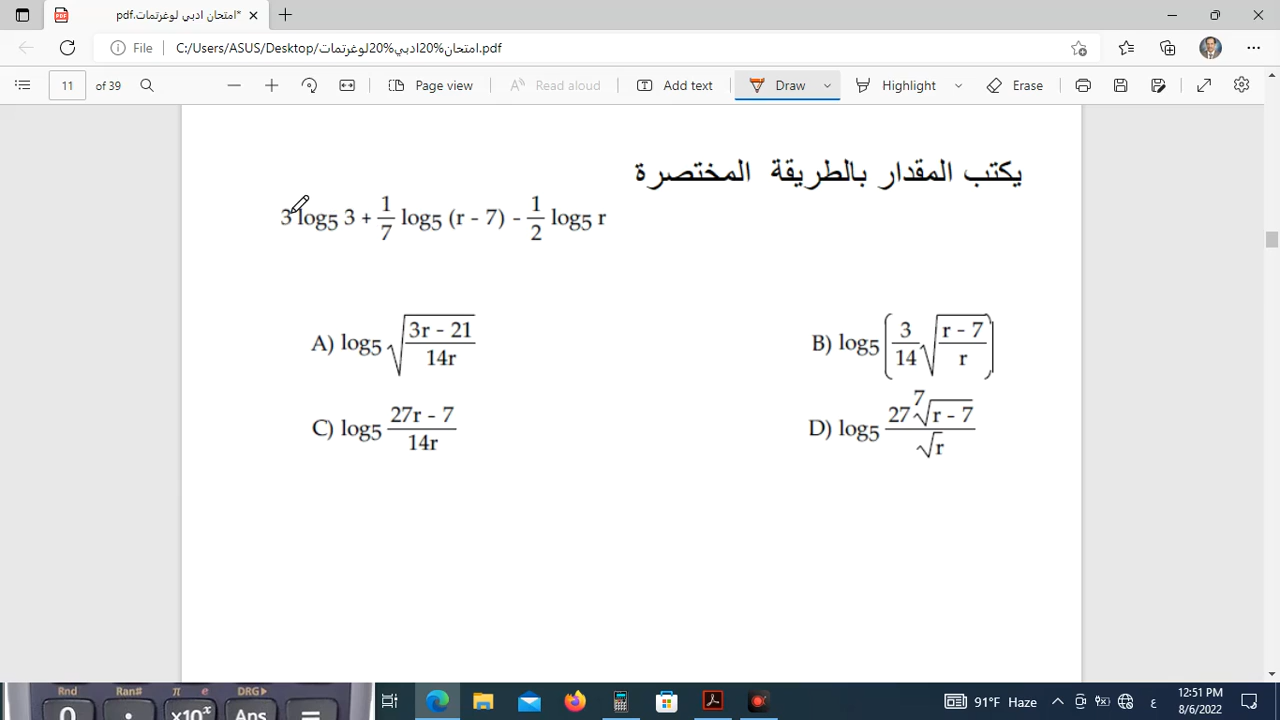 امتحان ادبي لوغرتمات.pdf*
File C:/Users/ASUS/Desktop/امتحان%20ادبي%20لوغرتمات.pdf
11 of 39 Page view Read aloud Add text Draw Highlight Erase
يكتب المقدار بالطريقة المختصرة
3 log5 3 + 1/7 log5 (r - 7) - 1/2 log5 r
A) log5 √((3r - 21)/(14r)) B) log5 (3/14 √((r - 7)/r))
C) log5 (27r - 7)/(14r) D) log5 (27 ⁷√(r - 7))/(√r)
Rnd Ran# π e DRG▸
0 . ×10ˣ Ans =
91°F Haze ع 12:51 PM
8/6/2022